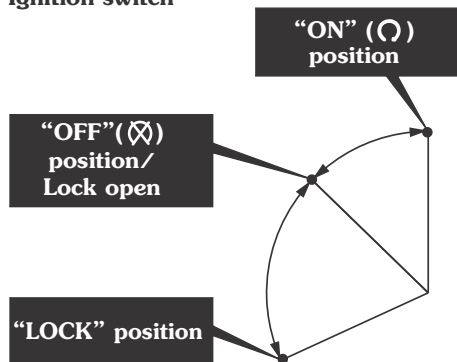 Ignition switch
“ON” (Ω)
position
“OFF”(⊗)
position/
Lock open
“LOCK” position